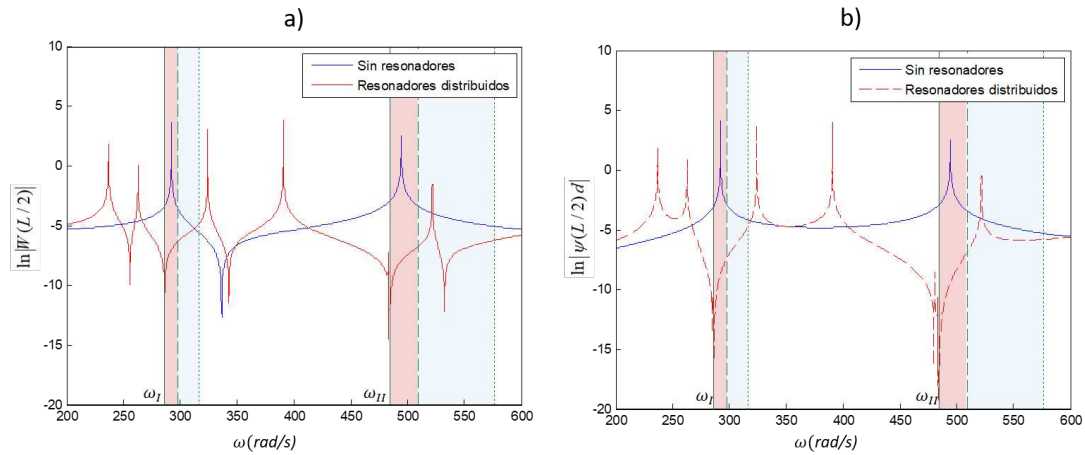 a)
ln|W(L/2)|
10
5
0
-5
-10
-15
-20
Sin resonadores
Resonadores distribuidos
ω_I
ω_II
200 250 300 350 400 450 500 550 600
ω(rad/s)
b)
ln|ψ(L/2)d|
10
5
0
-5
-10
-15
-20
Sin resonadores
Resonadores distribuidos
ω_I
ω_II
200 250 300 350 400 450 500 550 600
ω(rad/s)